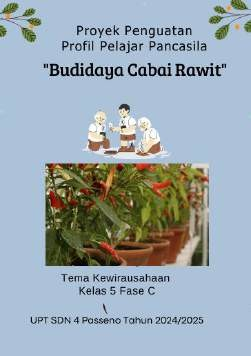 Proyek Penguatan
Profil Pelajar Pancasila
"Budidaya Cabai Rawit"
Tema Kewirausahaan
Kelas 5 Fase C
UPT SDN 4 Passeno Tahun 2024/2025